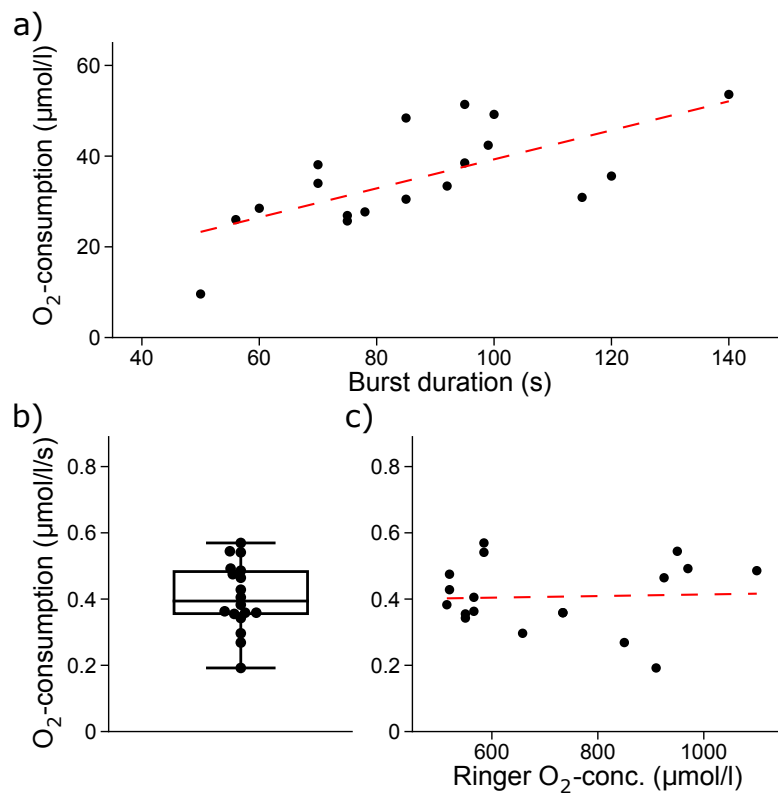 a)
O₂-consumption (µmol/l)
60
40
20
0
40 60 80 100 120 140
Burst duration (s)
b)
O₂-consumption (µmol/l/s)
0.8
0.6
0.4
0.2
0
c)
0.8
0.6
0.4
0.2
0
600 800 1000
Ringer O₂-conc. (µmol/l)